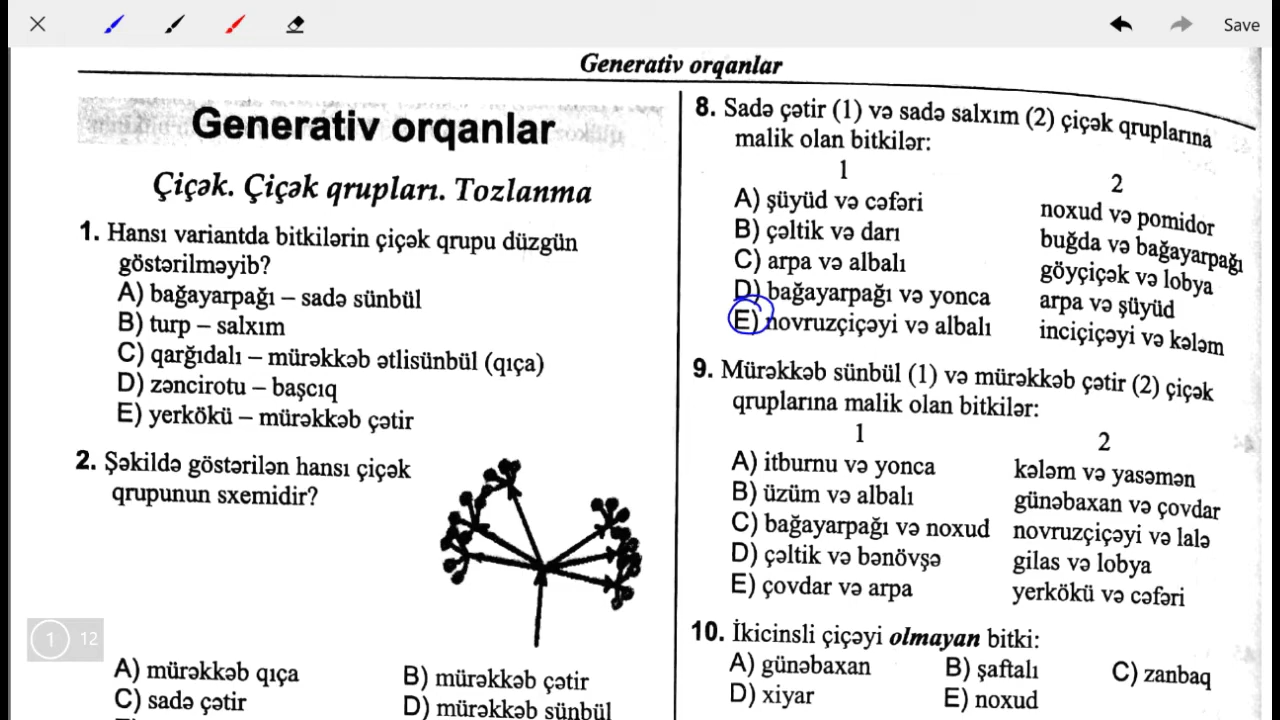 Save
Generativ orqanlar
Generativ orqanlar
Çiçək. Çiçək qrupları. Tozlanma
1. Hansı variantda bitkilərin çiçək qrupu düzgün
göstərilməyib?
A) bağayarpağı – sadə sünbül
B) turp – salxım
C) qarğıdalı – mürəkkəb ətlisünbül (qıça)
D) zəncirotu – başcıq
E) yerkökü – mürəkkəb çətir
2. Şəkildə göstərilən hansı çiçək
qrupunun sxemidir?
A) mürəkkəb qıça B) mürəkkəb çətir
C) sadə çətir D) mürəkkəb sünbül
1 12
8. Sadə çətir (1) və sadə salxım (2) çiçək qruplarına
malik olan bitkilər:
1 2
A) şüyüd və cəfəri noxud və pomidor
B) çəltik və darı buğda və bağayarpağı
C) arpa və albalı göyçiçək və lobya
D) bağayarpağı və yonca arpa və şüyüd
E) novruzçiçəyi və albalı inciçiçəyi və kələm
9. Mürəkkəb sünbül (1) və mürəkkəb çətir (2) çiçək
qruplarına malik olan bitkilər:
1 2
A) itburnu və yonca kələm və yasəmən
B) üzüm və albalı günəbaxan və çovdar
C) bağayarpağı və noxud novruzçiçəyi və lalə
D) çəltik və bənövşə gilas və lobya
E) çovdar və arpa yerkökü və cəfəri
10. İkicinsli çiçəyi olmayan bitki:
A) günəbaxan B) şaftalı C) zanbaq
D) xiyar E) noxud